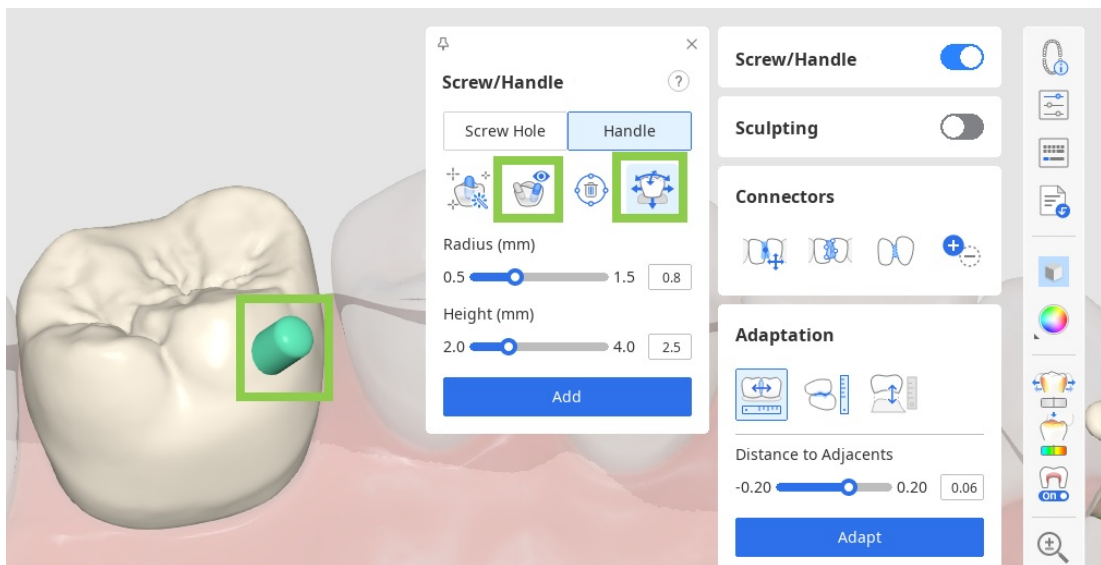 Screw/Handle
?
Screw Hole Handle
Radius (mm)
0.5 1.5 0.8
Height (mm)
2.0 4.0 2.5
Add
Screw/Handle
Sculpting
Connectors
Adaptation
Distance to Adjacents
-0.20 0.20 0.06
Adapt
On